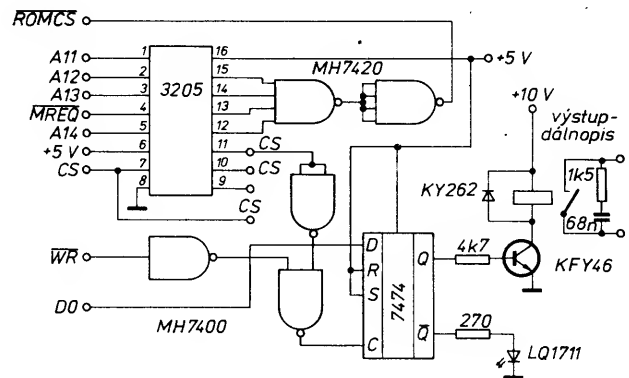 ROMCS
A11 1 16 +5 V
A12 2 15 MH7420
A13 3 3205 14
MREQ 4 13
A14 5 12
+5 V 6 11 CS
CS 7 10 CS
8 9
CS
+10 V
výstup-
dálnopis
KY262
1k5
68n
WR
D0
MH7400
D
R
S
C
7474
Q
Q
4k7
KFY46
270
LQ1711